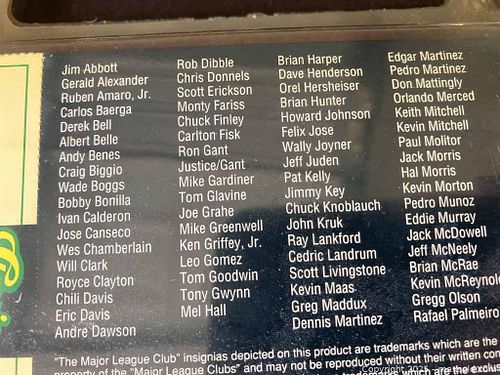 Jim Abbott
Gerald Alexander
Ruben Amaro, Jr.
Carlos Baerga
Derek Bell
Albert Belle
Andy Benes
Craig Biggio
Wade Boggs
Bobby Bonilla
Ivan Calderon
Jose Canseco
Wes Chamberlain
Will Clark
Royce Clayton
Chili Davis
Eric Davis
Andre Dawson
Rob Dibble
Chris Donnels
Scott Erickson
Monty Fariss
Chuck Finley
Carlton Fisk
Ron Gant
Justice/Gant
Mike Gardiner
Tom Glavine
Joe Grahe
Mike Greenwell
Ken Griffey, Jr.
Leo Gomez
Tom Goodwin
Tony Gwynn
Mel Hall
Brian Harper
Dave Henderson
Orel Hersheiser
Brian Hunter
Howard Johnson
Felix Jose
Wally Joyner
Jeff Juden
Pat Kelly
Jimmy Key
Chuck Knoblauch
John Kruk
Ray Lankford
Cedric Landrum
Scott Livingstone
Kevin Maas
Greg Maddux
Dennis Martinez
Edgar Martinez
Pedro Martinez
Don Mattingly
Orlando Merced
Keith Mitchell
Kevin Mitchell
Paul Molitor
Jack Morris
Hal Morris
Kevin Morton
Pedro Munoz
Eddie Murray
Jack McDowell
Jeff McNeely
Brian McRae
Kevin McReynol
Gregg Olson
Rafael Palmeiro
"The Major League Club" insignias depicted on this product are trademarks which are the
property of the "Major League Clubs" and may not be reproduced without their written con